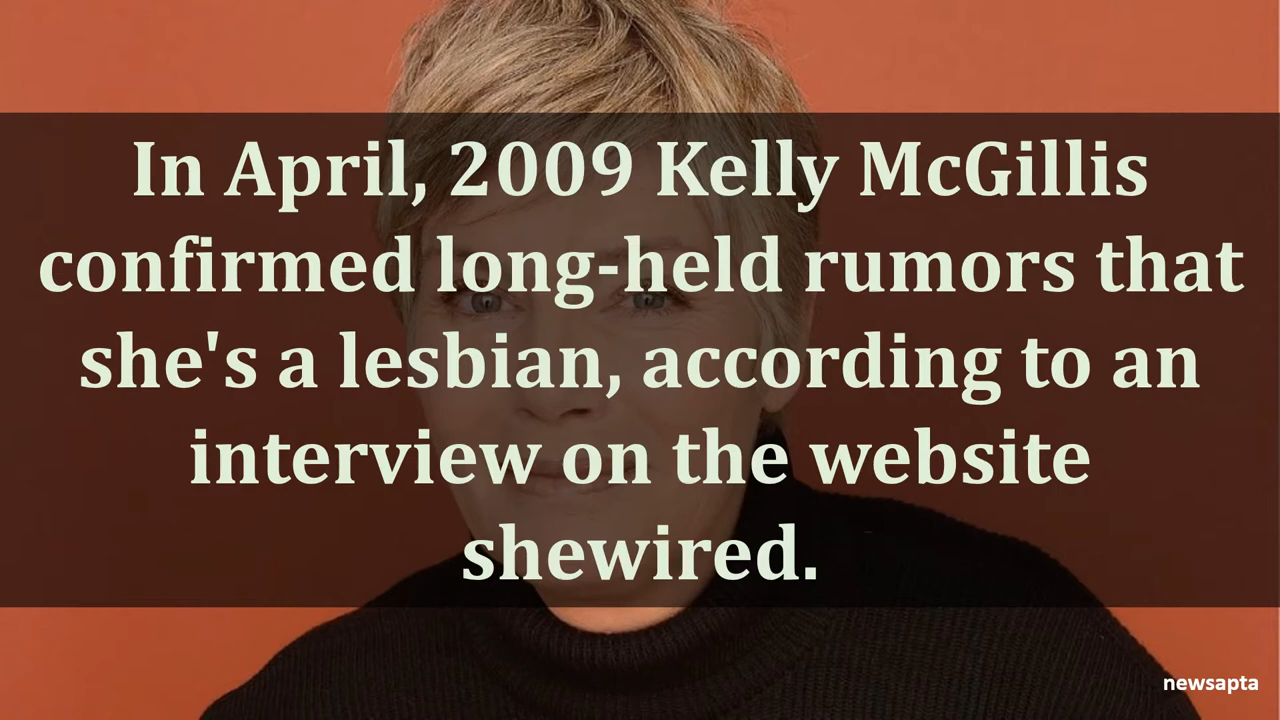 In April, 2009 Kelly McGillis
confirmed long-held rumors that
she's a lesbian, according to an
interview on the website
shewired.
newsapta